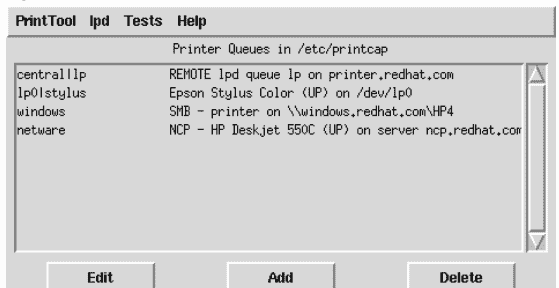 PrintTool lpd Tests Help
Printer Queues in /etc/printcap
central|lp REMOTE lpd queue lp on printer.redhat.com
lp0|stylus Epson Stylus Color (UP) on /dev/lp0
windows SMB - printer on \\windows.redhat.com\HP4
netware NCP - HP Deskjet 550C (UP) on server ncp.redhat.com
Edit Add Delete